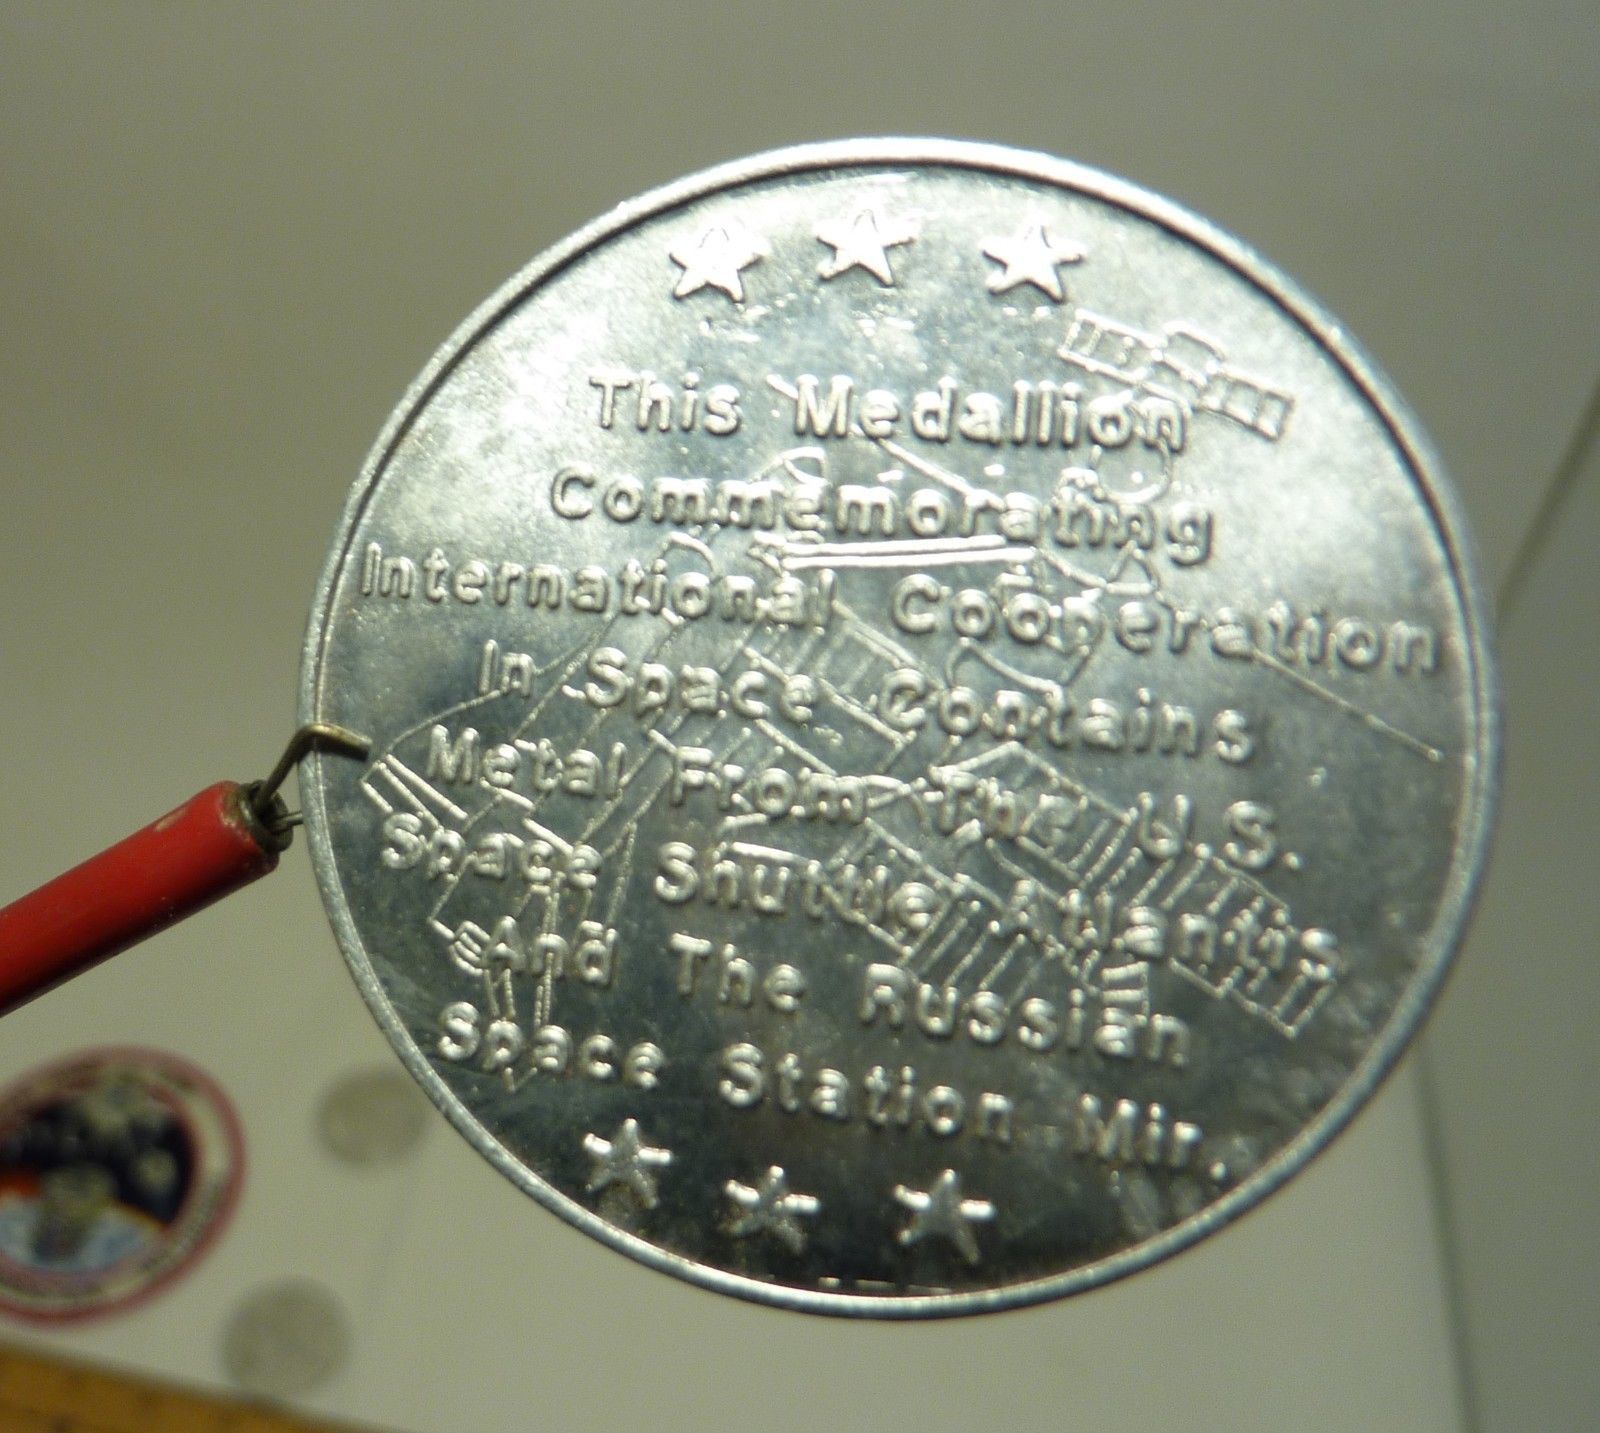 This Medallion
Commemorating
International Cooperation
In Space Contains
Metal From The U.S.
Space Shuttle Atlantis
And The Russian
Space Station Mir.